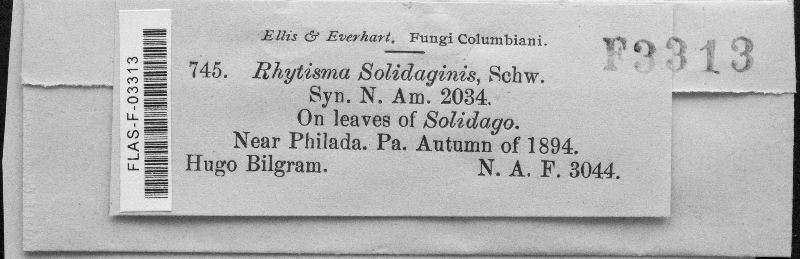 Ellis & Everhart. Fungi Columbiani.
F3313
745. Rhytisma Solidaginis, Schw.
Syn. N. Am. 2034.
On leaves of Solidago.
Near Philada. Pa. Autumn of 1894.
Hugo Bilgram. N. A. F. 3044.
FLAS-F-03313